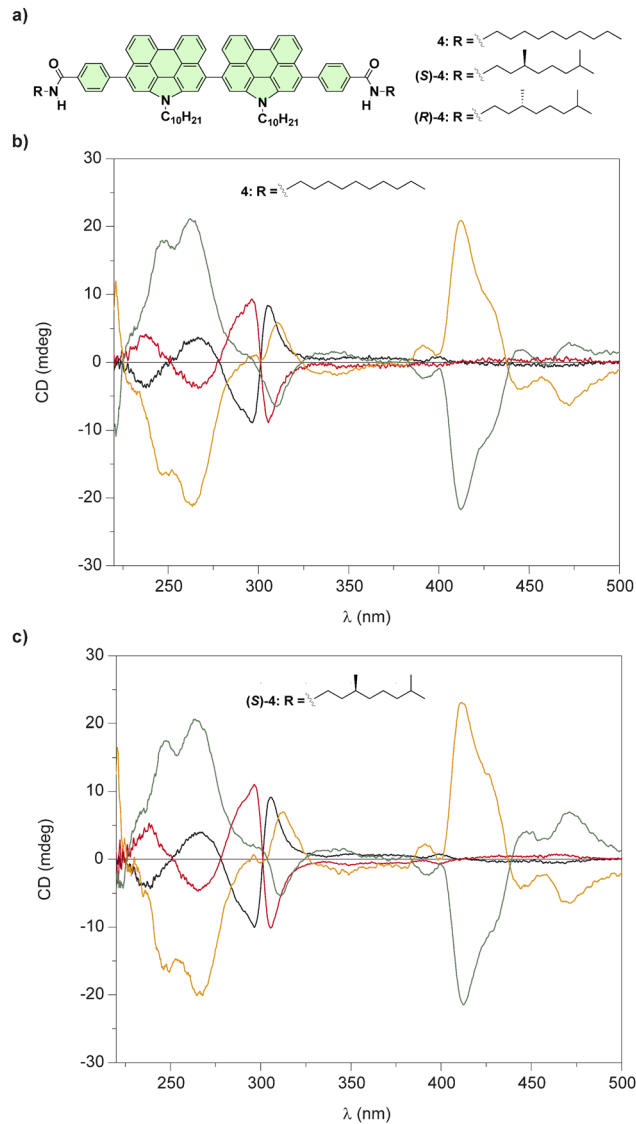 a)
4: R =
(S)-4: R =
(R)-4: R =
O
O
R-N
N-R
H
H
N
N
C10H21
C10H21
b)
30
4: R =
20
10
0
-10
-20
-30
CD (mdeg)
250
300
350
400
450
500
λ (nm)
c)
30
(S)-4: R =
20
10
0
-10
-20
-30
CD (mdeg)
250
300
350
400
450
500
λ (nm)